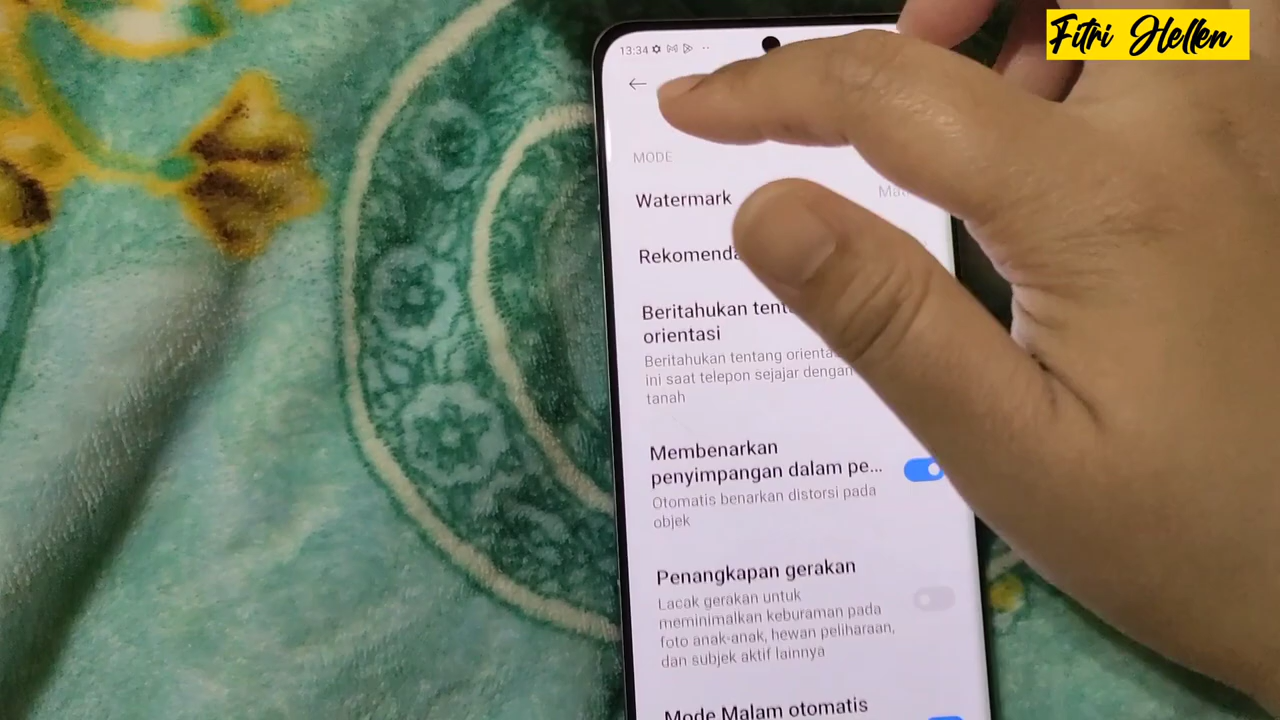 Fitri Hellen
13:34
MODE
Watermark
Beritahukan
orientasi
Beritahukan tentang
ini saat telepon sejajar dengan
tanah
Membenarkan
penyimpangan dalam pe...
Otomatis benarkan distorsi pada
objek
Penangkapan gerakan
Lacak gerakan untuk
meminimalkan keburaman pada
foto anak-anak, hewan peliharaan,
dan subjek aktif lainnya
Mode Malam otomatis